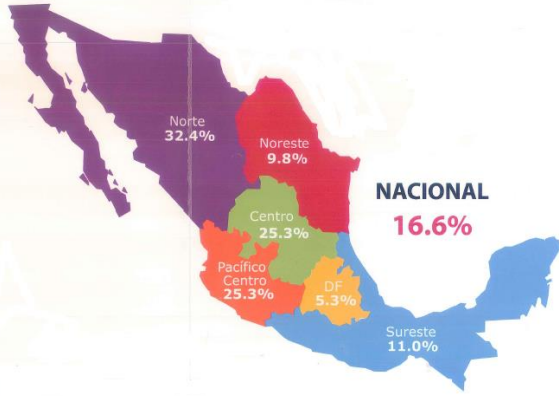 Norte
32.4%
Noreste
9.8%
NACIONAL
16.6%
Centro
25.3%
Pacífico
Centro
25.3%
DF
5.3%
Sureste
11.0%